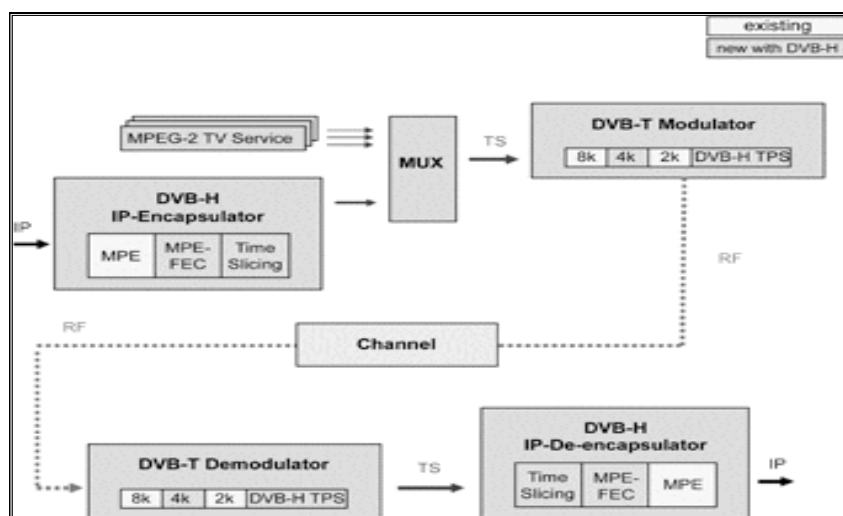 existing
new with DVB-H
MPEG-2 TV Service
MUX
TS
DVB-T Modulator
8k 4k 2k DVB-H TPS
DVB-H
IP-Encapsulator
IP
MPE
MPE-
FEC
Time
Slicing
RF
RF
Channel
DVB-T Demodulator
8k 4k 2k DVB-H TPS
TS
DVB-H
IP-De-encapsulator
Time
Slicing
MPE-
FEC
MPE
IP